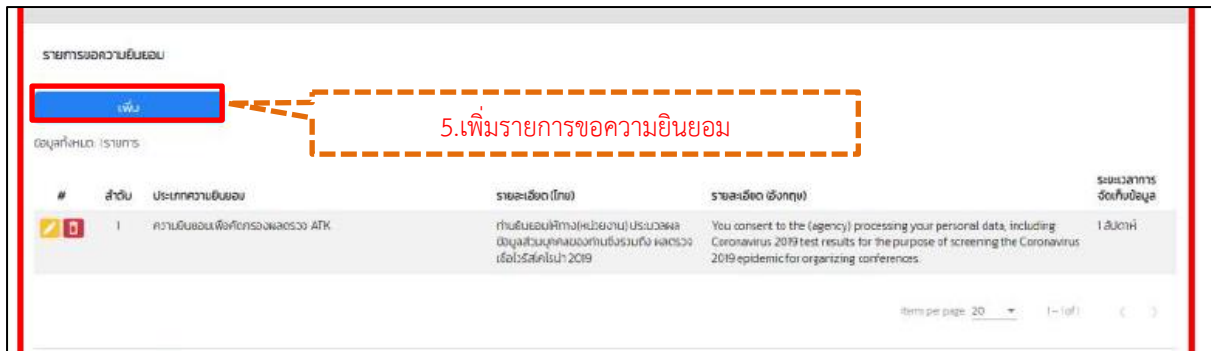 รายการขอความยินยอม
เพิ่ม
5.เพิ่มรายการขอความยินยอม
ข้อมูลทั้งหมด: 1รายการ
# ลำดับ ประเภทความยินยอม รายละเอียด (ไทย) รายละเอียด (อังกฤษ) ระยะเวลาการ
จัดเก็บข้อมูล
1 ความยินยอมเพื่อคัดกรองผลตรวจ ATK ท่านยินยอมให้ทาง(หน่วยงาน) ประมวลผล You consent to the (agency) processing your personal data, including 1 สัปดาห์
ข้อมูลส่วนบุคคลของท่านซึ่งรวมถึง ผลตรวจ Coronavirus 2019 test results for the purpose of screening the Coronavirus
เชื้อไวรัสโคโรน่า 2019 2019 epidemic for organizing conferences.
Items per page: 20 1 – 1 of 1